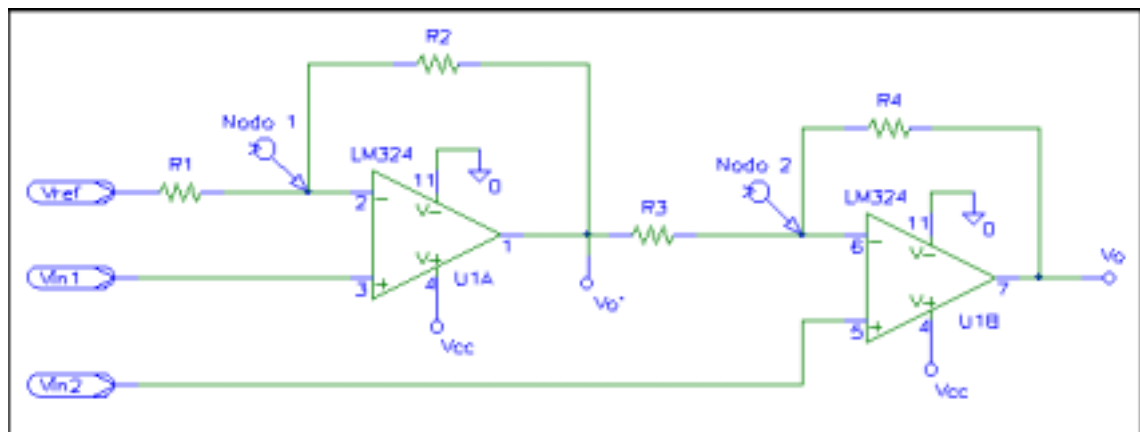 R2
R4
Nodo 1
LM324
R1
11
0
Vref
2
-
V-
Nodo 2
LM324
R3
11
0
6
-
V-
1
Vin1
3
+
V+
4
U1A
Vo'
Vo
7
V+
Vcc
5
+
4
U1B
Vin2
Vcc